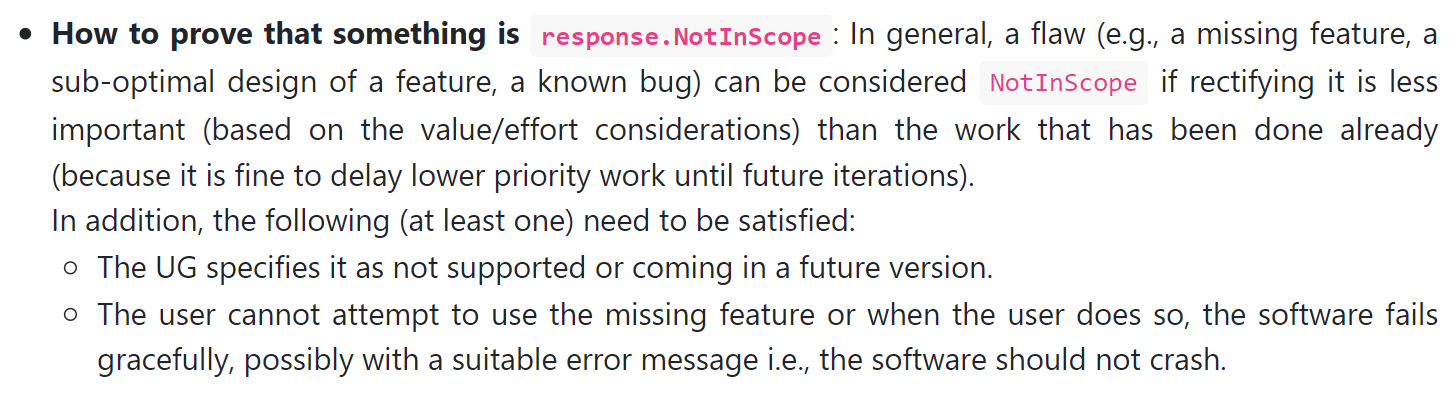 • How to prove that something is response.NotInScope : In general, a flaw (e.g., a missing feature, a
sub-optimal design of a feature, a known bug) can be considered NotInScope if rectifying it is less
important (based on the value/effort considerations) than the work that has been done already
(because it is fine to delay lower priority work until future iterations).
In addition, the following (at least one) need to be satisfied:
○ The UG specifies it as not supported or coming in a future version.
○ The user cannot attempt to use the missing feature or when the user does so, the software fails
gracefully, possibly with a suitable error message i.e., the software should not crash.